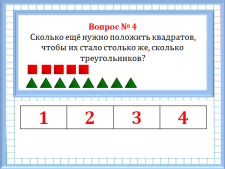 Вопрос № 4
Сколько ещё нужно положить квадратов,
чтобы их стало столько же, сколько
треугольников?
1 2 3 4